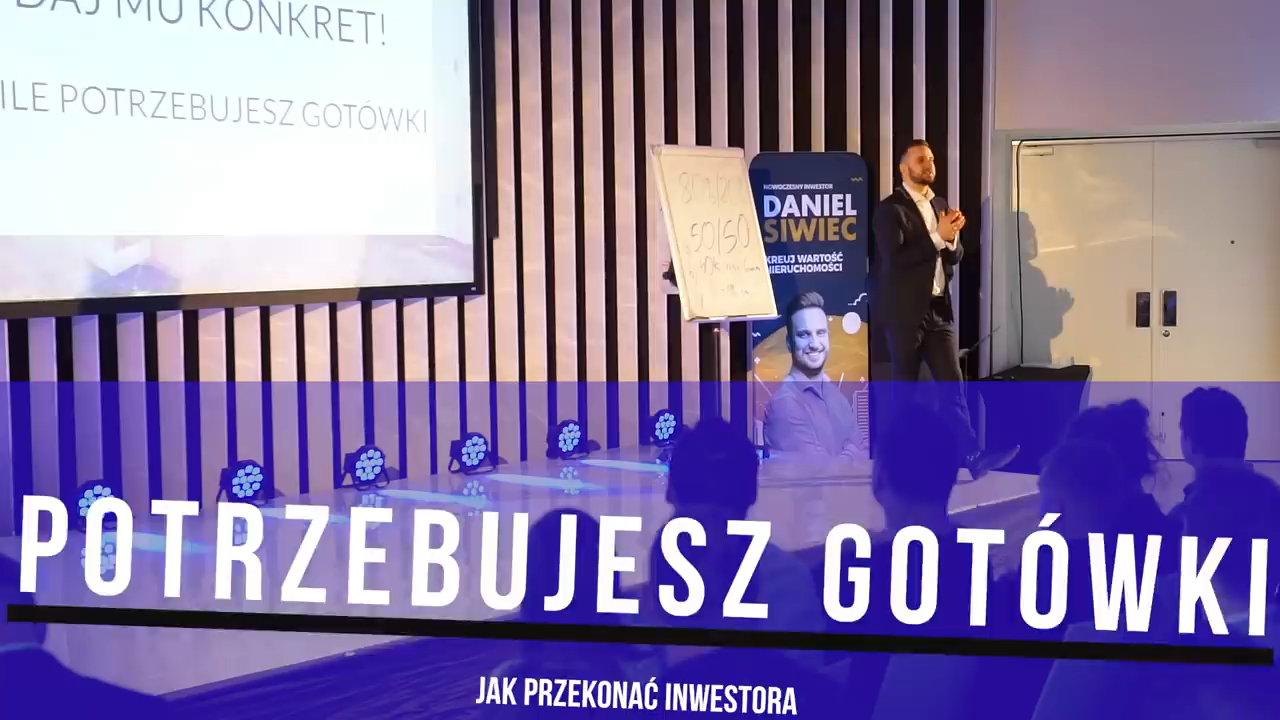 DAJ MU KONKRET!
ILE POTRZEBUJESZ GOTÓWKI
50/50
NOWOCZESNY INWESTOR
DANIEL
SIWIEC
KREUJ WARTOŚĆ
NIERUCHOMOŚCI
POTRZEBUJESZ GOTÓWKI
JAK PRZEKONAĆ INWESTORA